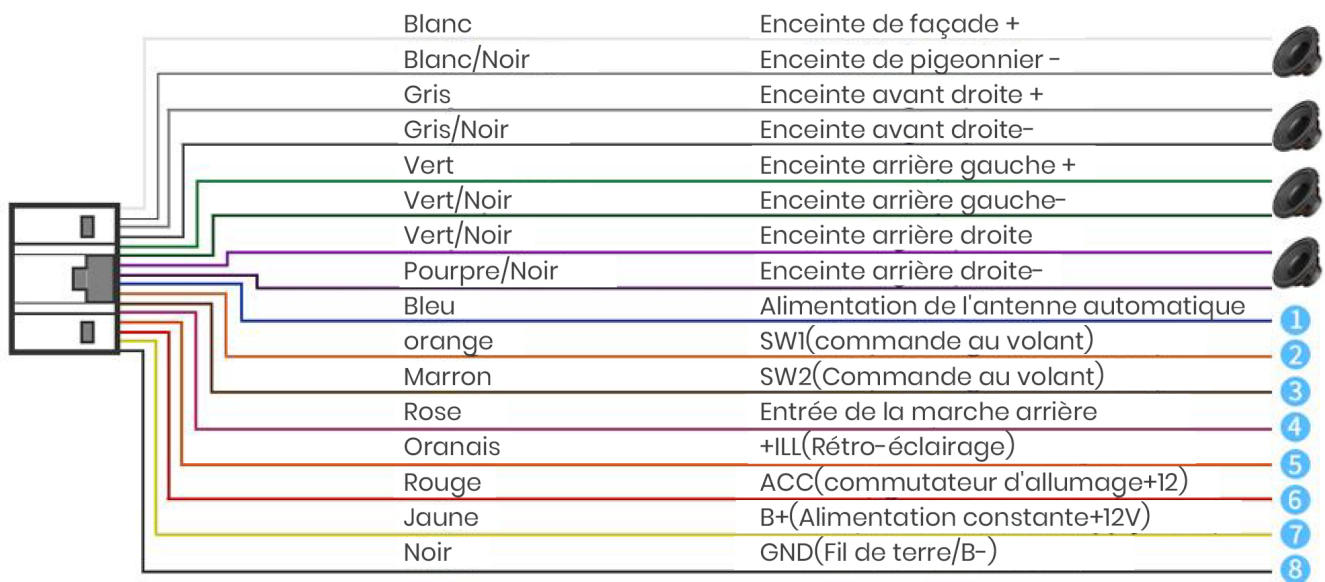 Blanc Enceinte de façade +
Blanc/Noir Enceinte de pigeonnier -
Gris Enceinte avant droite +
Gris/Noir Enceinte avant droite-
Vert Enceinte arrière gauche +
Vert/Noir Enceinte arrière gauche-
Vert/Noir Enceinte arrière droite
Pourpre/Noir Enceinte arrière droite-
Bleu Alimentation de l'antenne automatique 1
orange SW1(commande au volant) 2
Marron SW2(Commande au volant) 3
Rose Entrée de la marche arrière 4
Oranais +ILL(Rétro-éclairage) 5
Rouge ACC(commutateur d'allumage+12) 6
Jaune B+(Alimentation constante+12V) 7
Noir GND(Fil de terre/B-) 8